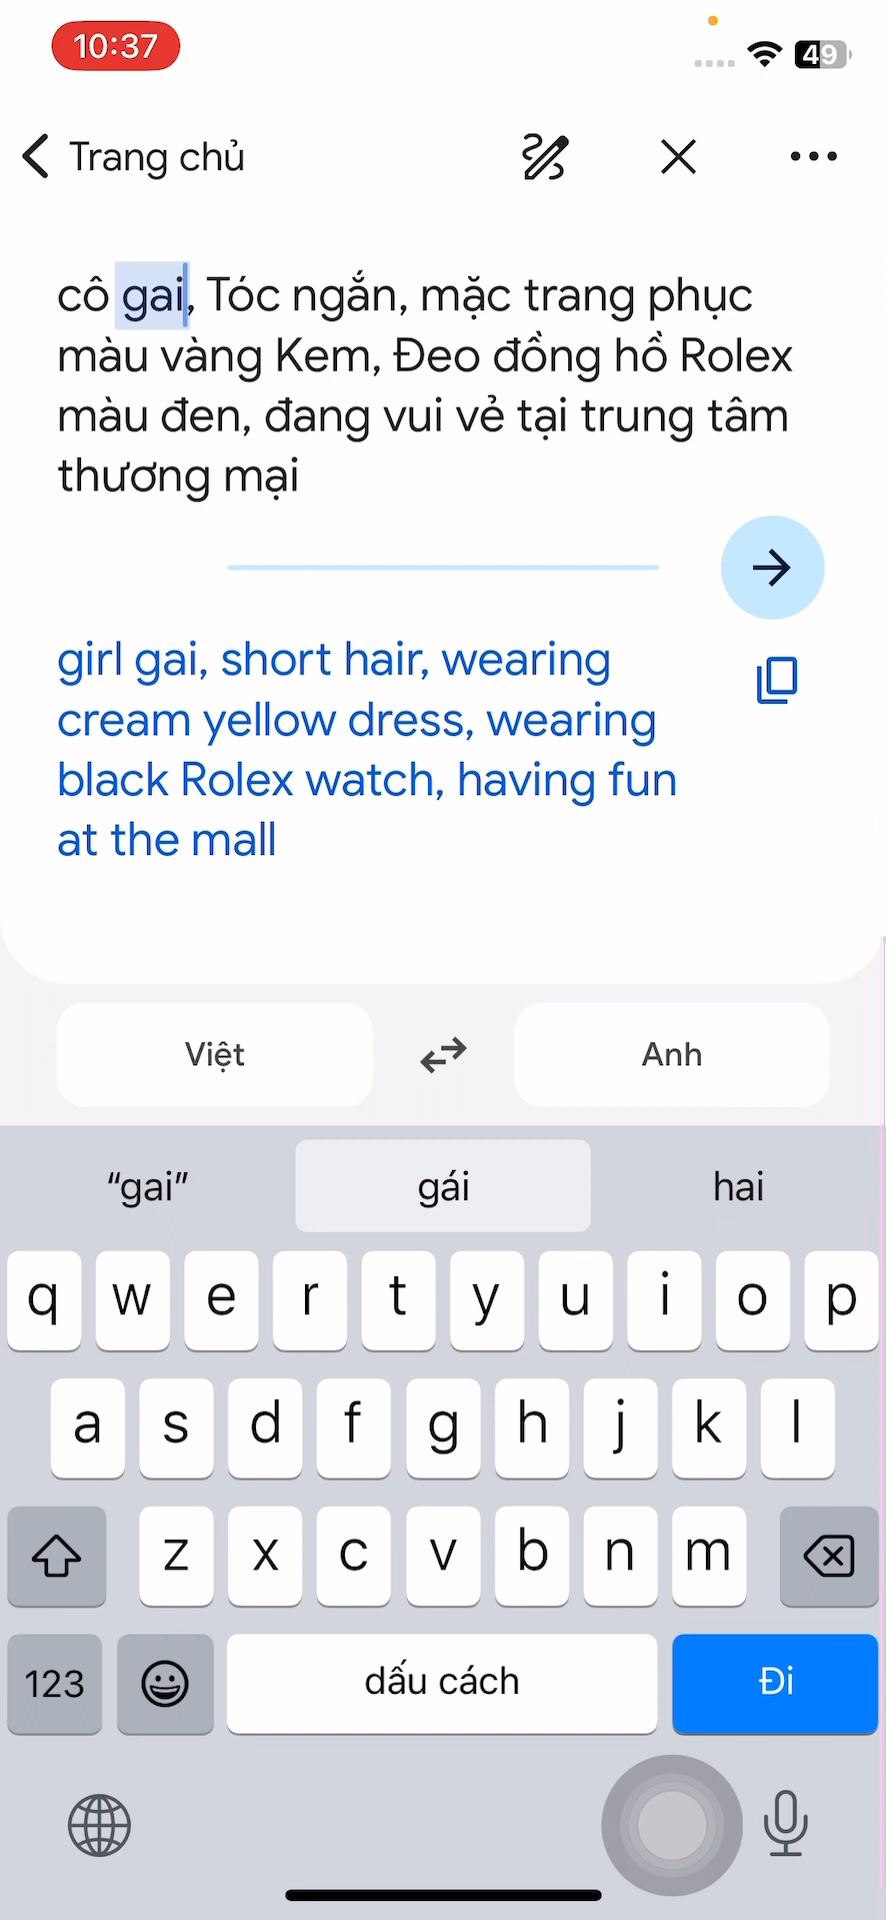 10:37
49
Trang chủ
cô gai, Tóc ngắn, mặc trang phục
màu vàng Kem, Đeo đồng hồ Rolex
màu đen, đang vui vẻ tại trung tâm
thương mại
girl gai, short hair, wearing
cream yellow dress, wearing
black Rolex watch, having fun
at the mall
Việt
Anh
“gai”
gái
hai
q w e r t y u i o p
a s d f g h j k l
z x c v b n m
123
dấu cách
Đi